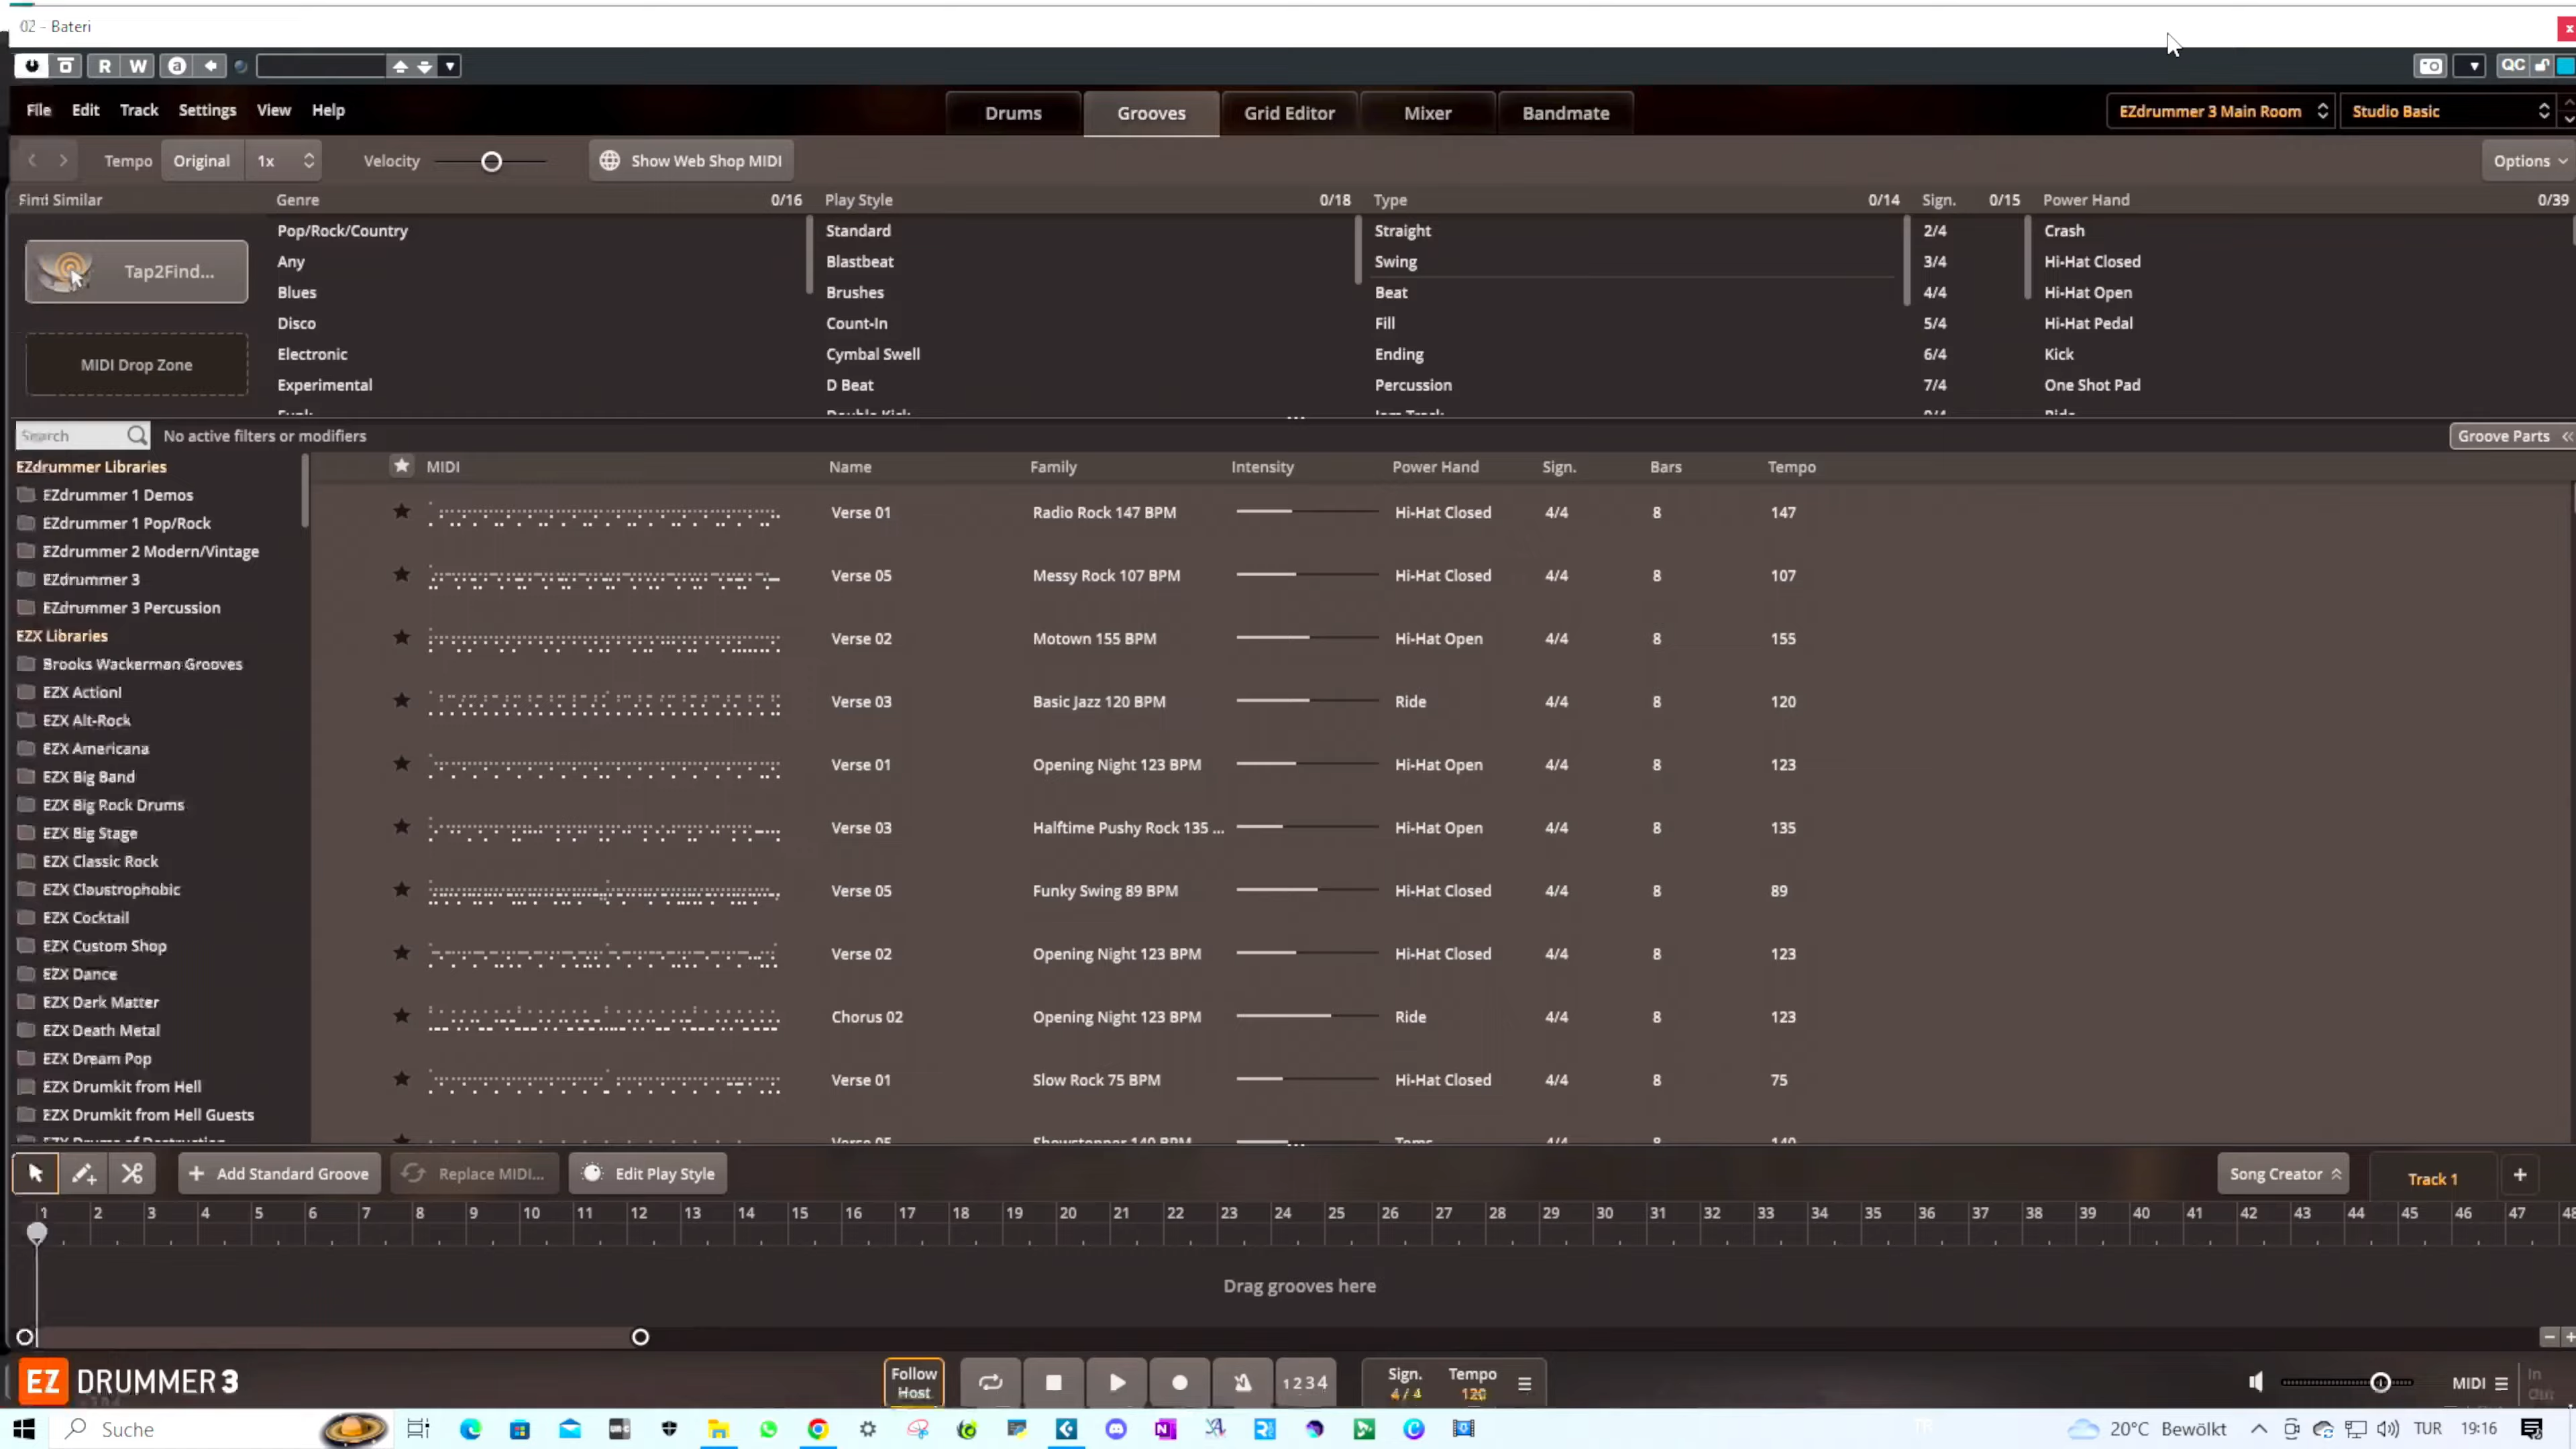 02 - Bateri
R W a QC
File Edit Track Settings View Help Drums Grooves Grid Editor Mixer Bandmate EZdrummer 3 Main Room Studio Basic
Tempo Original 1x Velocity Show Web Shop MIDI Options
Find Similar Genre 0/16 Play Style 0/18 Type 0/14 Sign. 0/15 Power Hand 0/39
Pop/Rock/Country Standard Straight 2/4 Crash
Tap2Find... Any Blastbeat Swing 3/4 Hi-Hat Closed
Blues Brushes Beat 4/4 Hi-Hat Open
Disco Count-In Fill 5/4 Hi-Hat Pedal
MIDI Drop Zone Electronic Cymbal Swell Ending 6/4 Kick
Experimental D Beat Percussion 7/4 One Shot Pad
Search No active filters or modifiers Groove Parts
EZdrummer Libraries MIDI Name Family Intensity Power Hand Sign. Bars Tempo
EZdrummer 1 Demos
Verse 01 Radio Rock 147 BPM Hi-Hat Closed 4/4 8 147
EZdrummer 1 Pop/Rock
EZdrummer 2 Modern/Vintage
EZdrummer 3 Verse 05 Messy Rock 107 BPM Hi-Hat Closed 4/4 8 107
EZdrummer 3 Percussion
EZX Libraries Verse 02 Motown 155 BPM Hi-Hat Open 4/4 8 155
Brooks Wackerman Grooves
EZX Action!
Verse 03 Basic Jazz 120 BPM Ride 4/4 8 120
EZX Alt-Rock
EZX Americana
Verse 01 Opening Night 123 BPM Hi-Hat Open 4/4 8 123
EZX Big Band
EZX Big Rock Drums
EZX Big Stage Verse 03 Halftime Pushy Rock 135 ... Hi-Hat Open 4/4 8 135
EZX Classic Rock
EZX Claustrophobic Verse 05 Funky Swing 89 BPM Hi-Hat Closed 4/4 8 89
EZX Cocktail
EZX Custom Shop Verse 02 Opening Night 123 BPM Hi-Hat Closed 4/4 8 123
EZX Dance
EZX Dark Matter
Chorus 02 Opening Night 123 BPM Ride 4/4 8 123
EZX Death Metal
EZX Dream Pop
EZX Drumkit from Hell Verse 01 Slow Rock 75 BPM Hi-Hat Closed 4/4 8 75
EZX Drumkit from Hell Guests
Add Standard Groove Replace MIDI... Edit Play Style Song Creator Track 1
1 2 3 4 5 6 7 8 9 10 11 12 13 14 15 16 17 18 19 20 21 22 23 24 25 26 27 28 29 30 31 32 33 34 35 36 37 38 39 40 41 42 43 44 45 46 47 48
Drag grooves here
EZ DRUMMER 3 Follow Host 1 2 3 4 Sign. 4/4 Tempo 120 MIDI In Out
Suche 20°C Bewölkt TUR 19:16